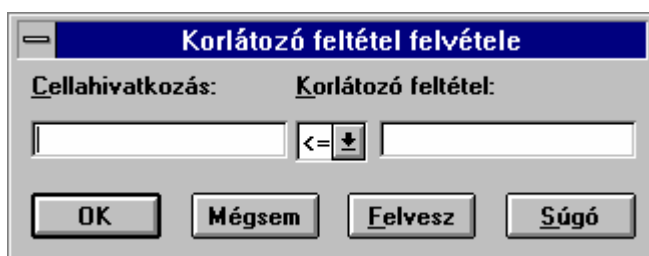 Korlátozó feltétel felvétele
Cellahivatkozás: Korlátozó feltétel:
<=
OK Mégsem Felvesz Súgó